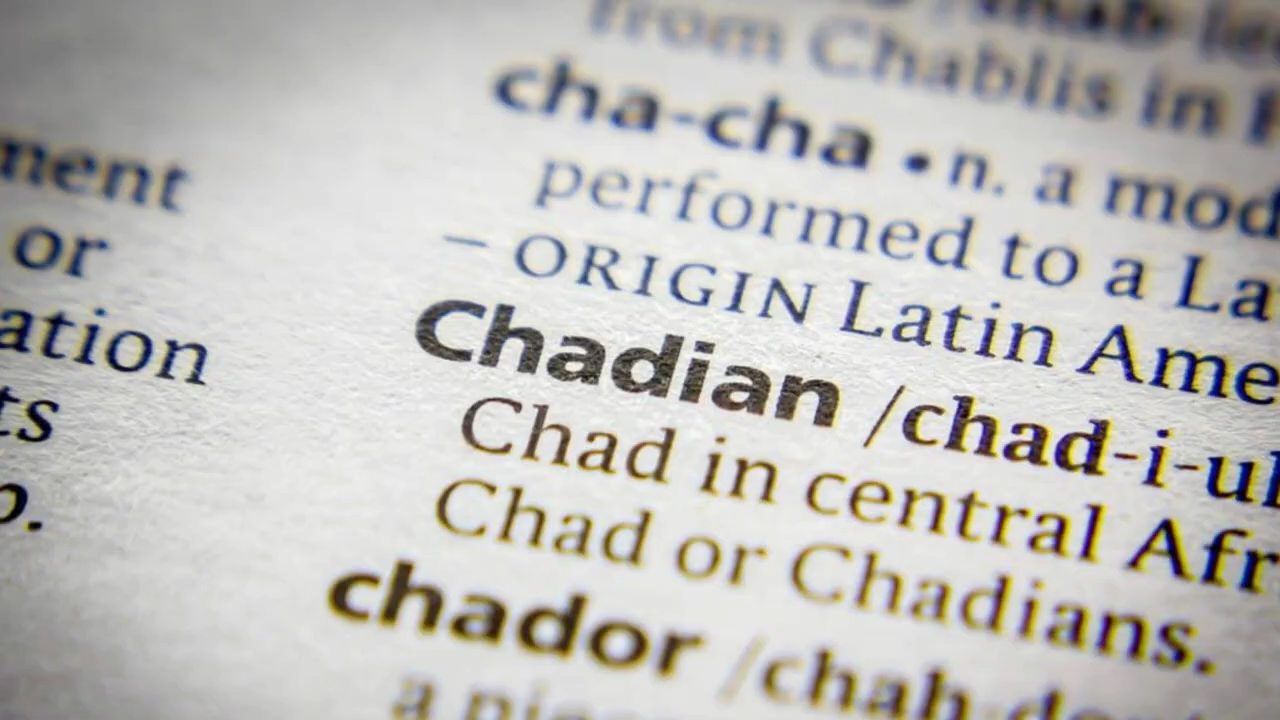 ment
or
ation
ts
o.
from Chablis in
cha-cha • n. a mod
performed to a La
– ORIGIN Latin Ame
Chadian /chad-i-uh
Chad in central Afr
Chad or Chadians.
chador /chah
a